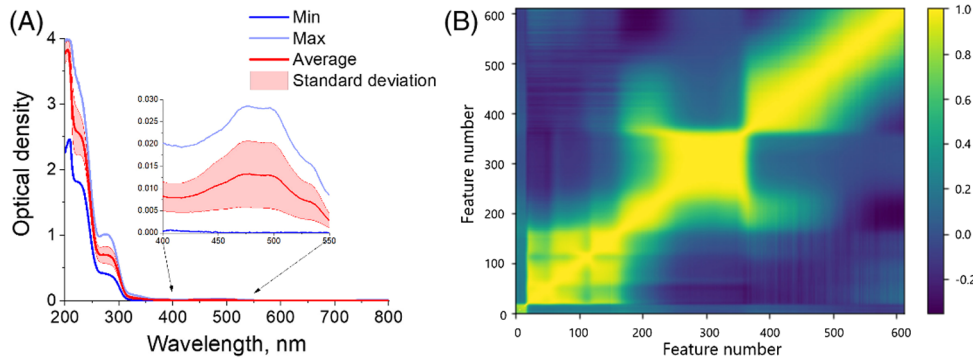 (A)
Min
Max
Average
Standard deviation
Optical density
4
3
2
1
0
0.030
0.025
0.020
0.015
0.010
0.005
0.000
400 450 500 550
200 300 400 500 600 700 800
Wavelength, nm
(B)
Feature number
600
500
400
300
200
100
0
0 100 200 300 400 500 600
Feature number
1.0
0.8
0.6
0.4
0.2
0.0
-0.2